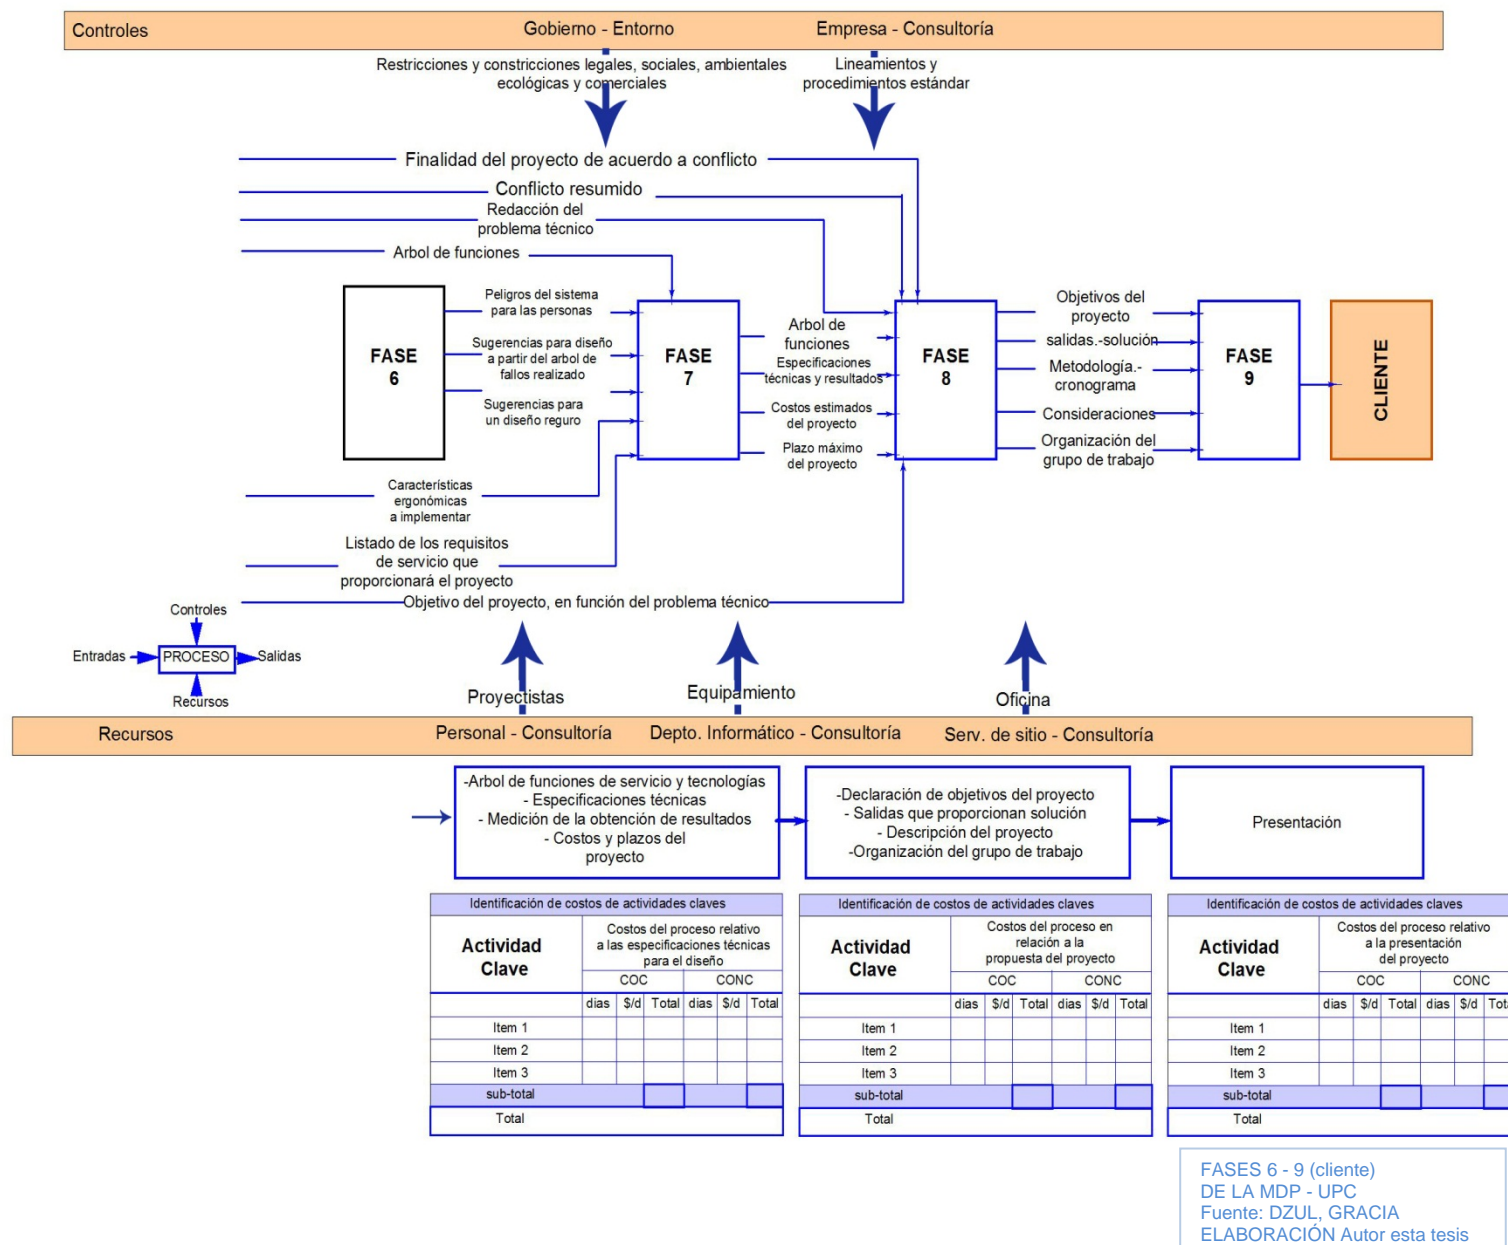 Controles
Gobierno - Entorno
Empresa - Consultoría
Restricciones y constricciones legales, sociales, ambientales
ecológicas y comerciales
Lineamientos y
procedimientos estándar
Finalidad del proyecto de acuerdo a conflicto
Conflicto resumido
Redacción del
problema técnico
Arbol de funciones
FASE
6
Peligros del sistema
para las personas
Sugerencias para diseño
a partir del arbol de
fallos realizado
Sugerencias para
un diseño reguro
FASE
7
Arbol de
funciones
Especificaciones
técnicas y resultados
Costos estimados
del proyecto
Plazo máximo
del proyecto
FASE
8
Objetivos del
proyecto
salidas.-solución
Metodología.-
cronograma
Consideraciones
Organización del
grupo de trabajo
FASE
9
CLIENTE
Características
ergonómicas
a implementar
Listado de los requisitos
de servicio que
proporcionará el proyecto
Objetivo del proyecto, en función del problema técnico
Controles
Entradas
PROCESO
Salidas
Recursos
Proyectistas
Equipamiento
Oficina
Recursos
Personal - Consultoría
Depto. Informático - Consultoría
Serv. de sitio - Consultoría
-Arbol de funciones de servicio y tecnologías
- Especificaciones técnicas
- Medición de la obtención de resultados
- Costos y plazos del
proyecto
-Declaración de objetivos del proyecto
- Salidas que proporcionan solución
- Descripción del proyecto
-Organización del grupo de trabajo
Presentación
Identificación de costos de actividades claves
Actividad
Clave
Costos del proceso relativo
a las especificaciones técnicas
para el diseño
COC CONC
dias $/d Total dias $/d Total
Item 1
Item 2
Item 3
sub-total
Total
Identificación de costos de actividades claves
Actividad
Clave
Costos del proceso en
relación a la
propuesta del proyecto
COC CONC
dias $/d Total dias $/d Total
Item 1
Item 2
Item 3
sub-total
Total
Identificación de costos de actividades claves
Actividad
Clave
Costos del proceso relativo
a la presentación
del proyecto
COC CONC
dias $/d Total dias $/d Tot
Item 1
Item 2
Item 3
sub-total
Total
FASES 6 - 9 (cliente)
DE LA MDP - UPC
Fuente: DZUL, GRACIA
ELABORACIÓN Autor esta tesis